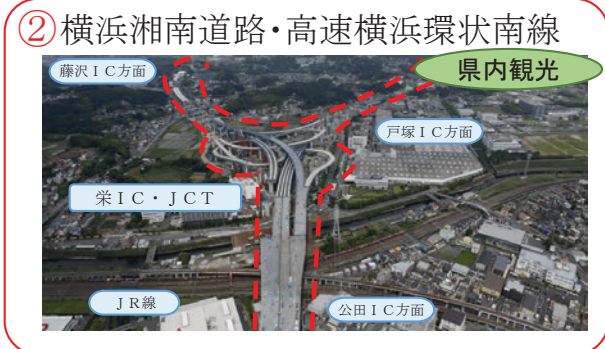 ②横浜湘南道路・高速横浜環状南線
藤沢ＩＣ方面
県内観光
戸塚ＩＣ方面
栄ＩＣ・ＪＣＴ
ＪＲ線
公田ＩＣ方面